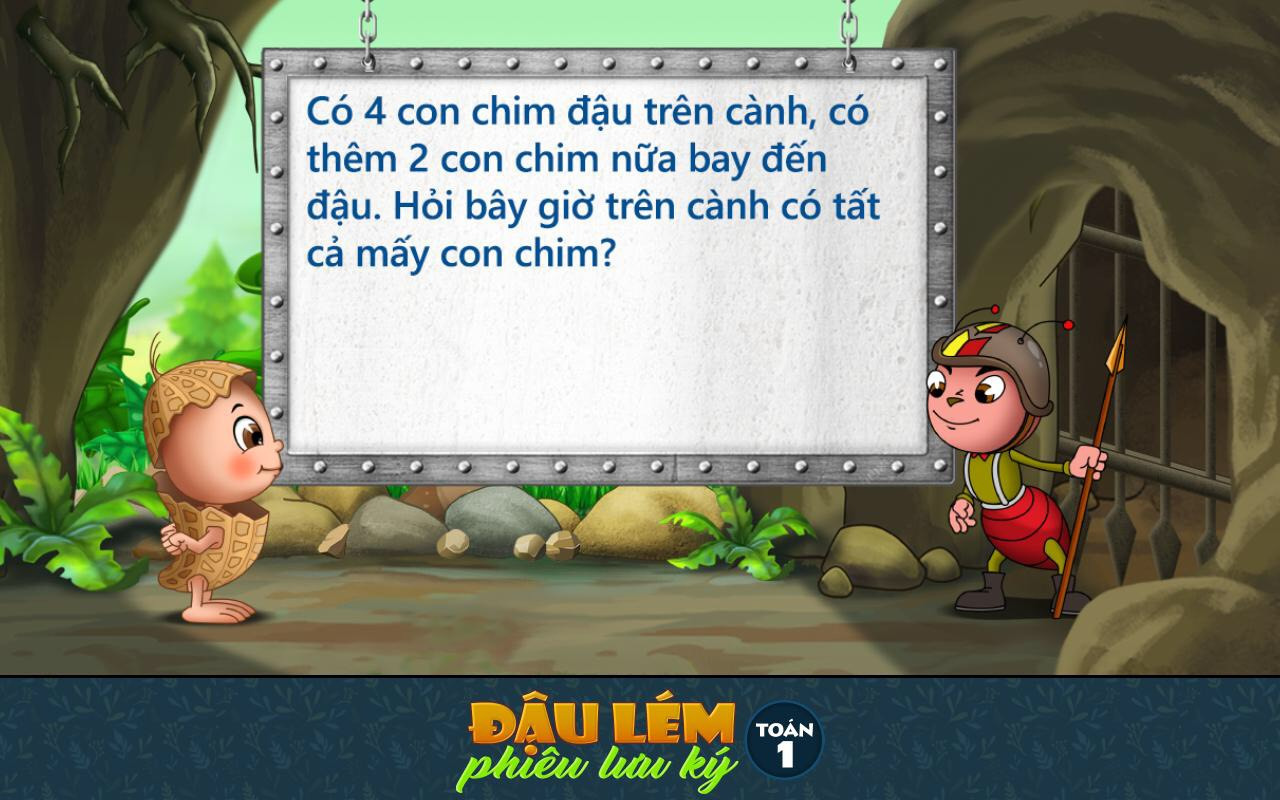 Có 4 con chim đậu trên cành, có
thêm 2 con chim nữa bay đến
đậu. Hỏi bây giờ trên cành có tất
cả mấy con chim?
ĐẬU LÉM
phiêu lưu ký
TOÁN
1